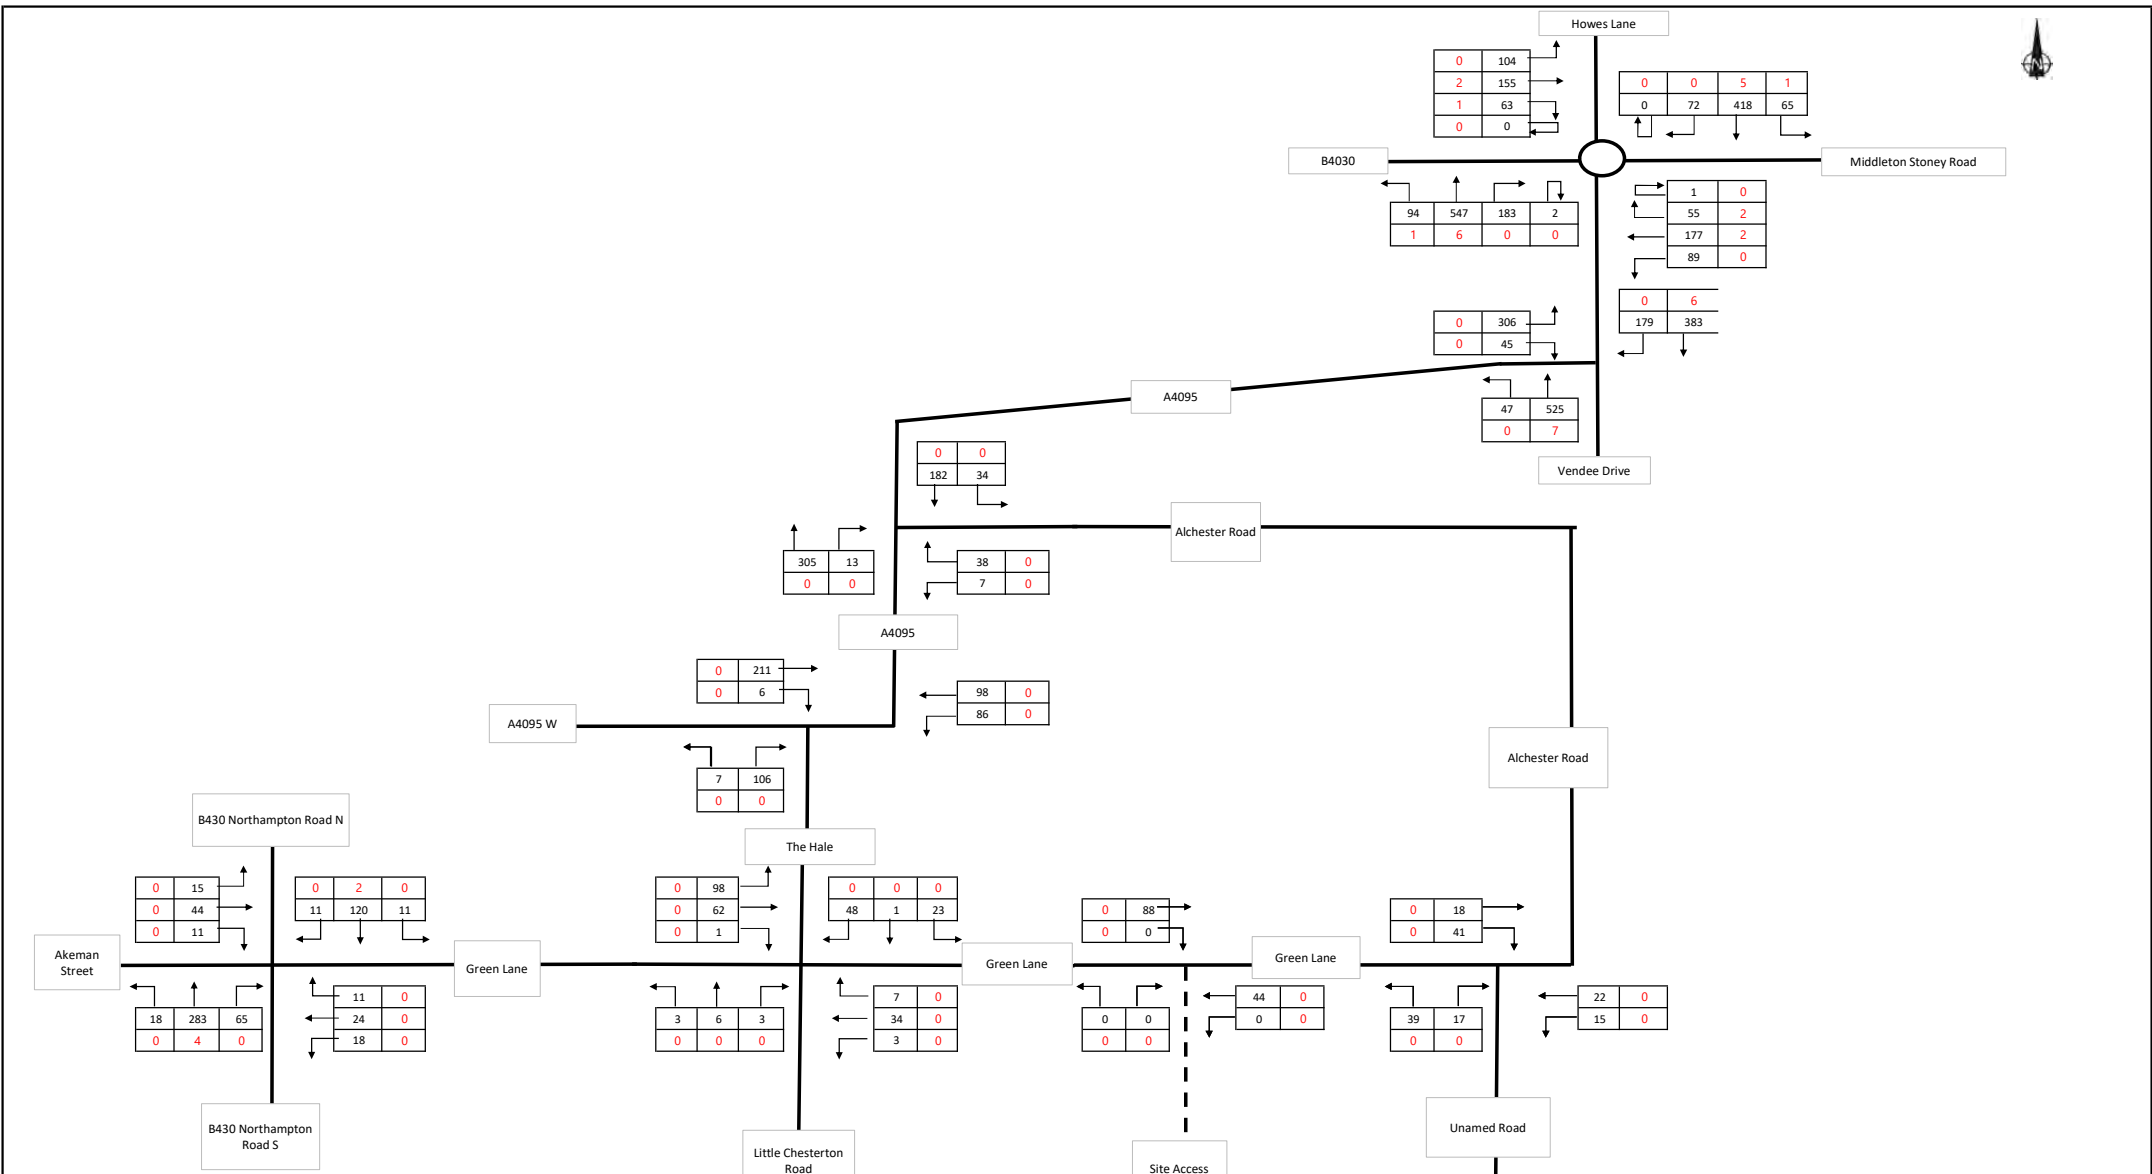 Howes Lane
0 104
2 155
1 63
0 0
0 0 5 1
0 72 418 65
B4030
Middleton Stoney Road
94 547 183 2
1 6 0 0
1 0
55 2
177 2
89 0
0 6
179 383
0 306
0 45
A4095
47 525
0 7
Vendee Drive
0 0
182 34
Alchester Road
305 13
0 0
38 0
7 0
A4095
0 211
0 6
98 0
86 0
A4095 W
7 106
0 0
Alchester Road
B430 Northampton Road N
The Hale
0 15
0 44
0 11
0 2 0
11 120 11
0 98
0 62
0 1
0 0 0
48 1 23
0 88
0 0
0 18
0 41
Akeman
Street
Green Lane
Green Lane
Green Lane
18 283 65
0 4 0
11 0
24 0
18 0
3 6 3
0 0 0
7 0
34 0
3 0
0 0
0 0
44 0
0 0
39 17
0 0
22 0
15 0
B430 Northampton
Road S
Little Chesterton
Road
Site Access
Unamed Road